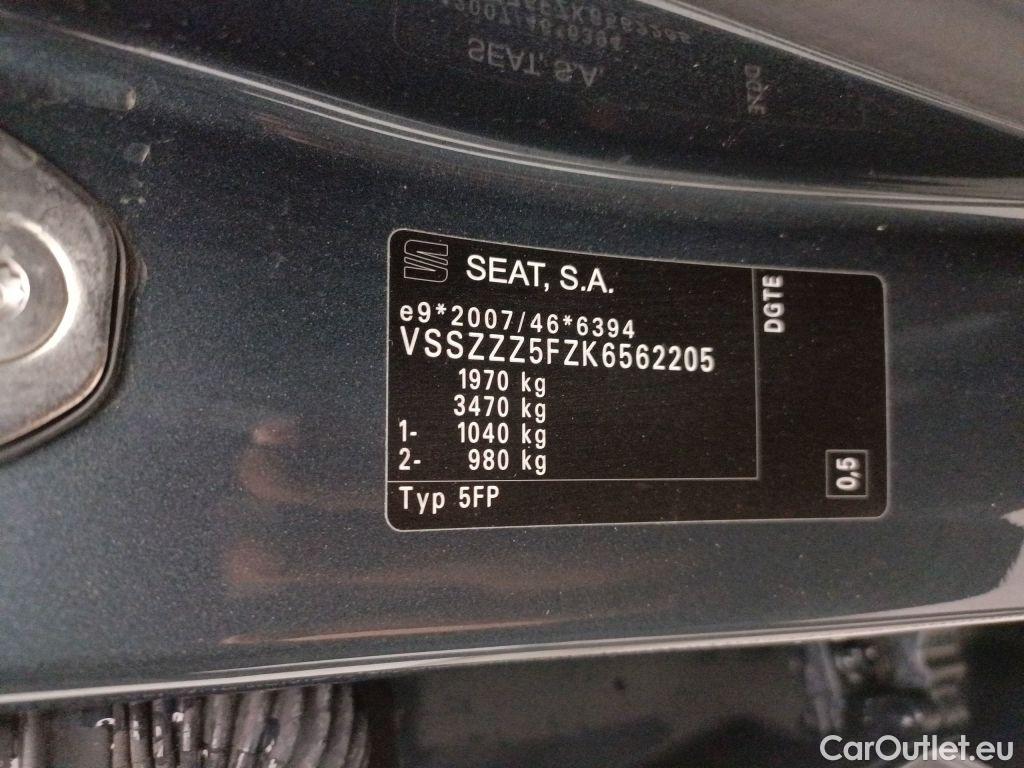 SEAT, S.A.
e9*2007/46*6394
VSSZZZ5FZK6562205
1970 kg
3470 kg
1- 1040 kg
2- 980 kg
Typ 5FP
DGTE
0,5
CarOutlet.eu